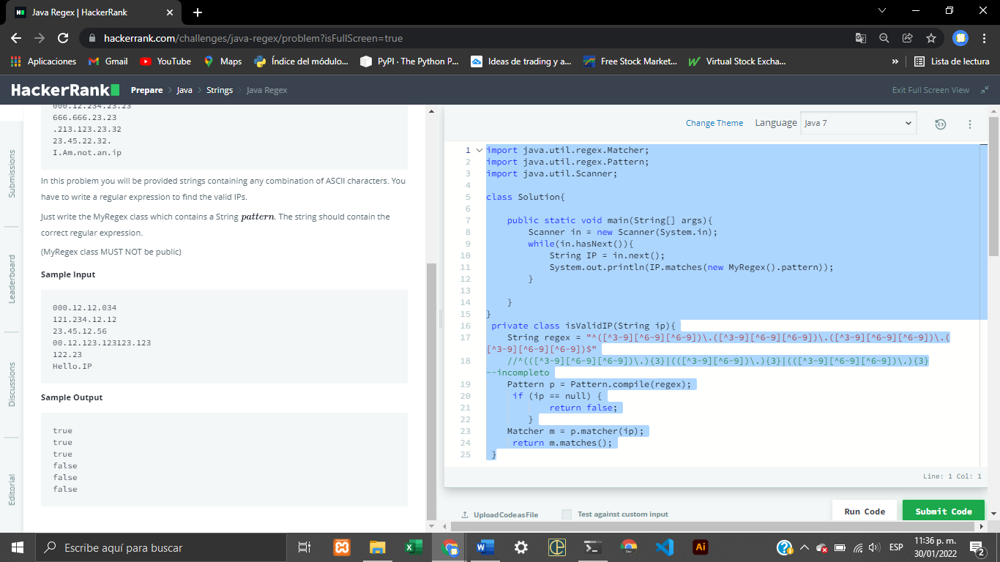 Java Regex | HackerRank
hackerrank.com/challenges/java-regex/problem?isFullScreen=true
Aplicaciones Gmail YouTube Maps Índice del módulo... PyPI · The Python P... Ideas de trading y a... Free Stock Market... Virtual Stock Excha... » Lista de lectura
HackerRank Prepare > Java > Strings > Java Regex Exit Full Screen View
Submissions
Leaderboard
Discussions
Editorial
000.12.234.23.23
666.666.23.23
.213.123.23.32
23.45.22.32.
I.Am.not.an.ip
In this problem you will be provided strings containing any combination of ASCII characters. You
have to write a regular expression to find the valid IPs.
Just write the MyRegex class which contains a String pattern. The string should contain the
correct regular expression.
(MyRegex class MUST NOT be public)
Sample Input
000.12.12.034
121.234.12.12
23.45.12.56
00.12.123.123123.123
122.23
Hello.IP
Sample Output
true
true
true
false
false
false
Change Theme Language Java 7
1 import java.util.regex.Matcher;
2 import java.util.regex.Pattern;
3 import java.util.Scanner;
4
5 class Solution{
6
7 public static void main(String[] args){
8 Scanner in = new Scanner(System.in);
9 while(in.hasNext()){
10 String IP = in.next();
11 System.out.println(IP.matches(new MyRegex().pattern));
12 }
13
14 }
15 }
16 private class isValidIP(String ip){
17 String regex = "^([^3-9][^6-9][^6-9])\.([^3-9][^6-9][^6-9])\.([^3-9][^6-9][^6-9])\.(
[^3-9][^6-9][^6-9])$"
18 //^(([^3-9][^6-9][^6-9])\.){3}|(([^3-9][^6-9])\.){3}|(([^3-9][^6-9][^6-9])\.){3}
--incompleto
19 Pattern p = Pattern.compile(regex);
20 if (ip == null) {
21 return false;
22 }
23 Matcher m = p.matcher(ip);
24 return m.matches();
25 }
Line: 1 Col: 1
Upload Code as File Test against custom input Run Code Submit Code
Escribe aquí para buscar
Dev
Ai
ESP
11:36 p. m.
30/01/2022
2